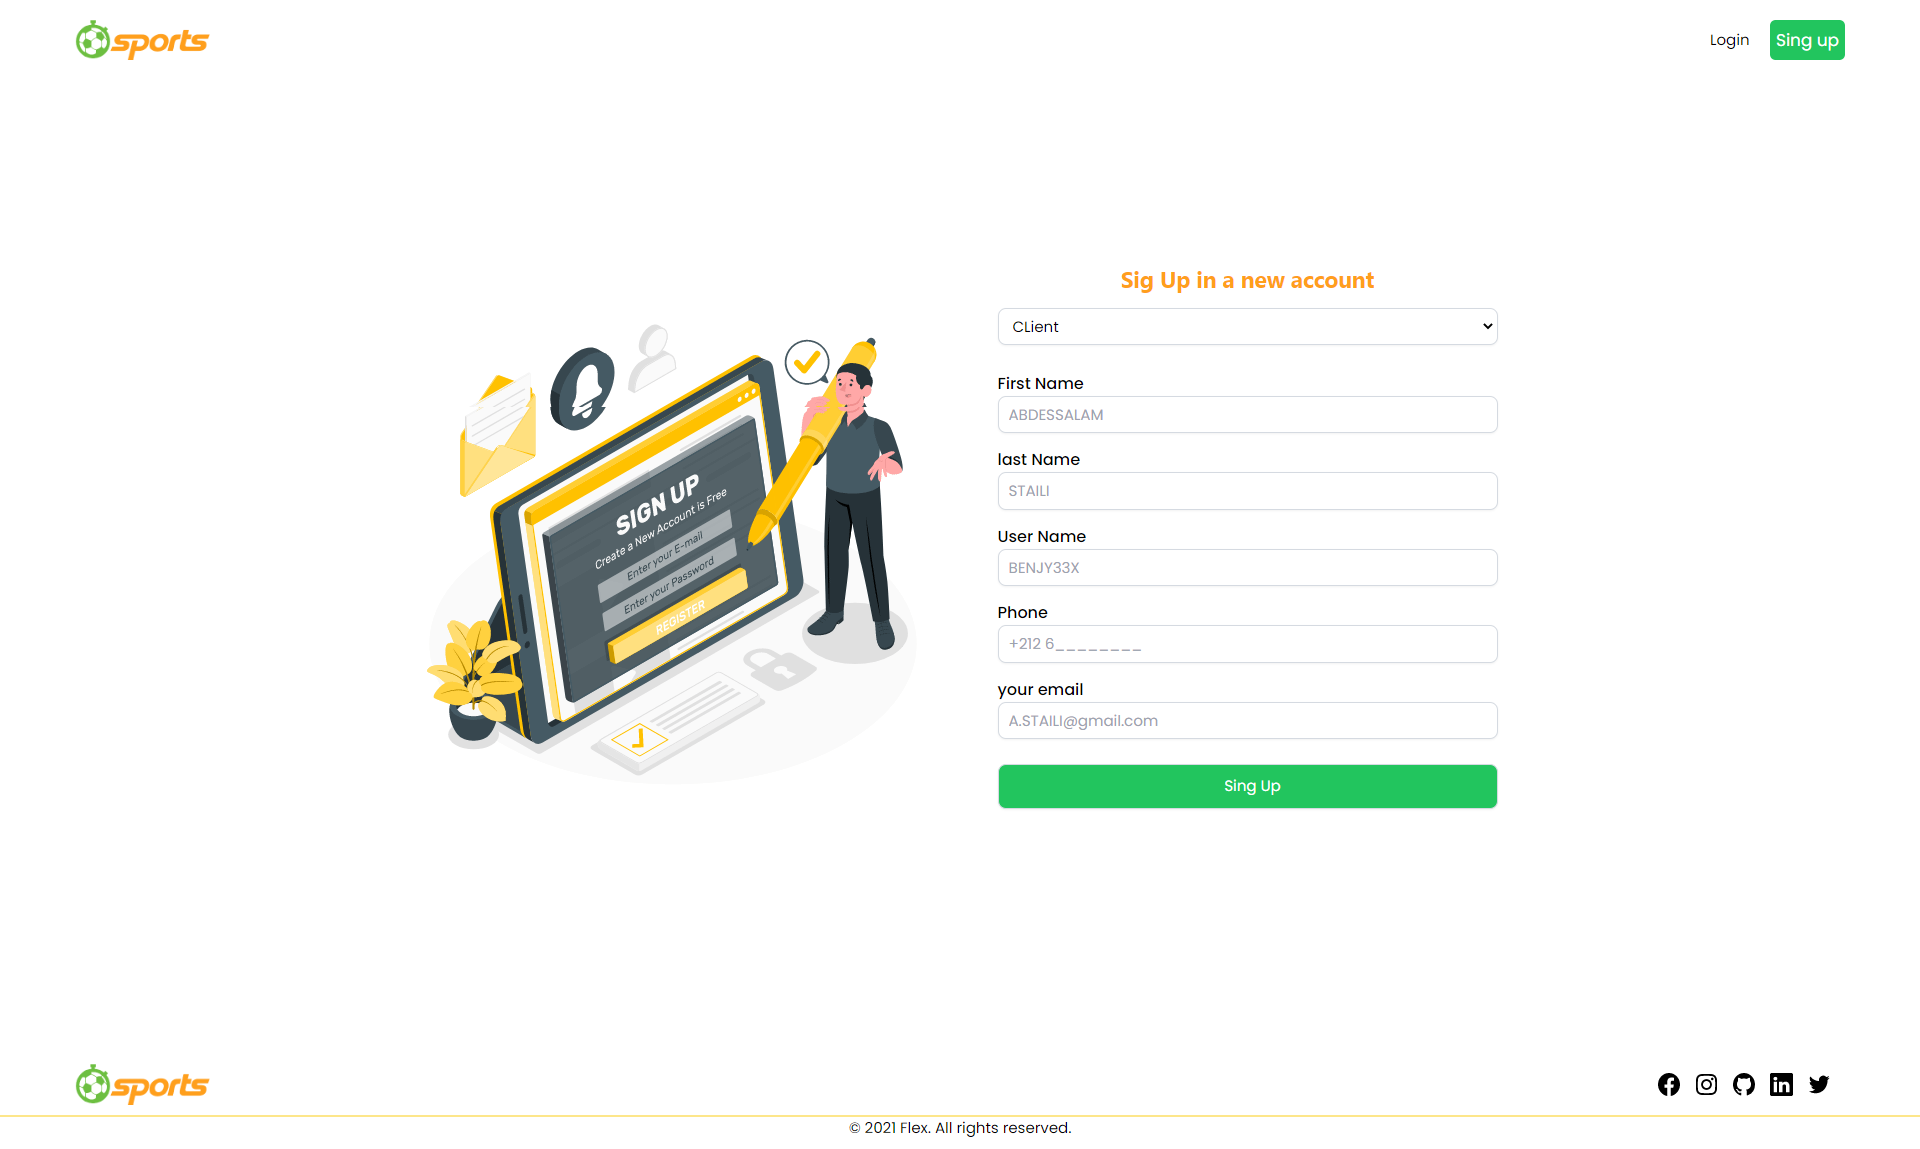 sports
Login
Sing up
Sig Up in a new account
CLient
First Name
ABDESSALAM
last Name
STAILI
User Name
BENJY33X
Phone
+212 6________
your email
A.STAILI@gmail.com
Sing Up
SIGN UP
Create a New Account is Free
Enter your E-mail
Enter your Password
REGISTER
sports
© 2021 Flex. All rights reserved.